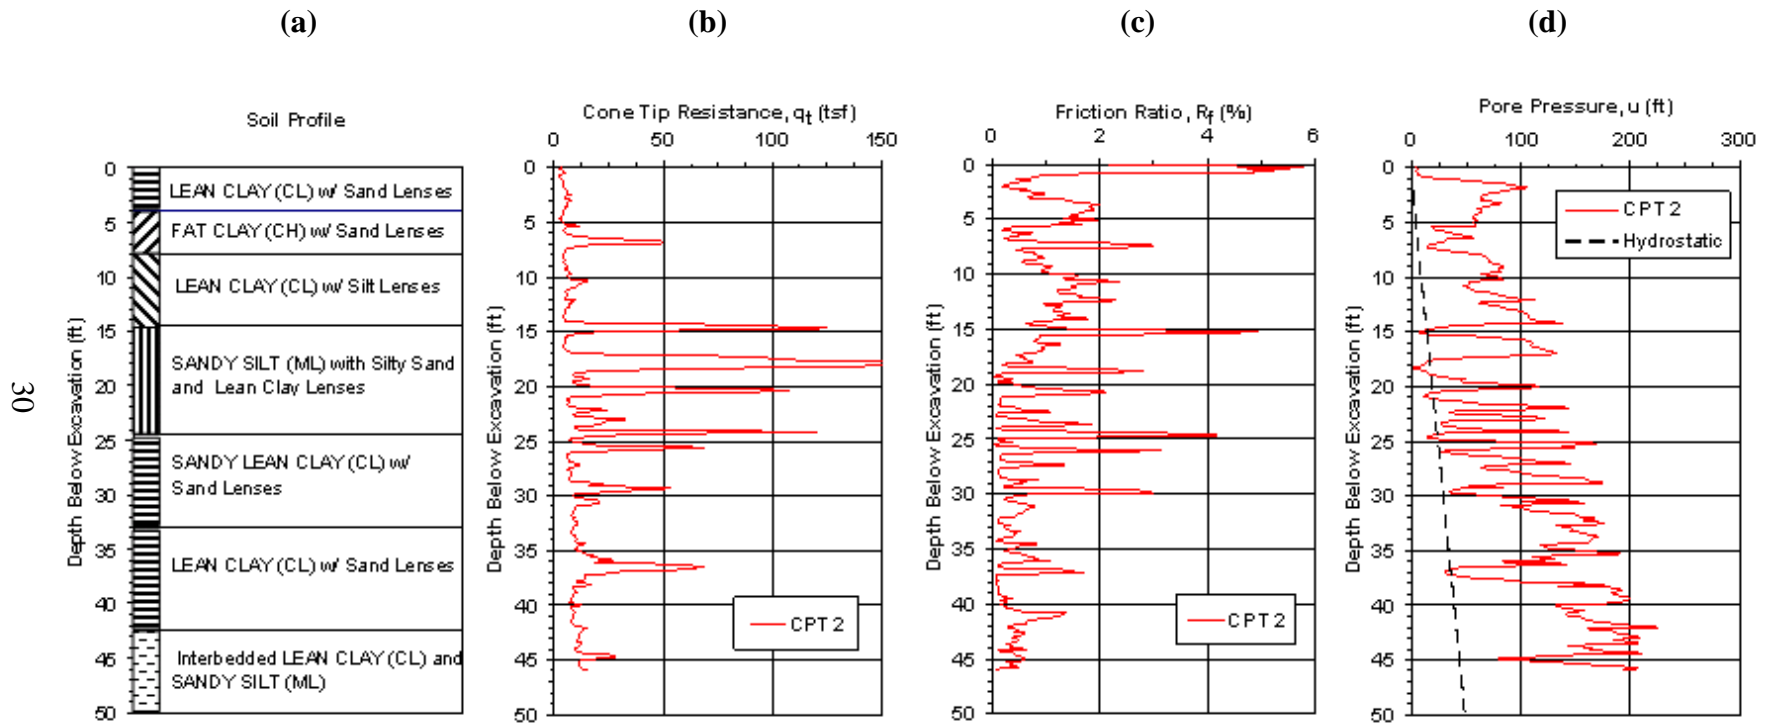 (a)
(b)
(c)
(d)
Soil Profile
Depth Below Excavation (ft)
0
5
10
15
20
25
30
35
40
45
50
LEAN CLAY (CL) w/ Sand Lenses
FAT CLAY (CH) w/ Sand Lenses
LEAN CLAY (CL) w/ Silt Lenses
SANDY SILT (ML) with Silty Sand
and Lean Clay Lenses
SANDY LEAN CLAY (CL) w/
Sand Lenses
LEAN CLAY (CL) w/ Sand Lenses
Interbedded LEAN CLAY (CL) and
SANDY SILT (ML)
Cone Tip Resistance, qt (tsf)
0 50 100 150
Depth Below Excavation (ft)
0
5
10
15
20
25
30
35
40
45
50
CPT 2
Friction Ratio, Rf (%)
0 2 4 6
Depth Below Excavation (ft)
0
5
10
15
20
25
30
35
40
45
50
CPT 2
Pore Pressure, u (ft)
0 100 200 300
Depth Below Excavation (ft)
0
5
10
15
20
25
30
35
40
45
50
CPT 2
Hydrostatic
30